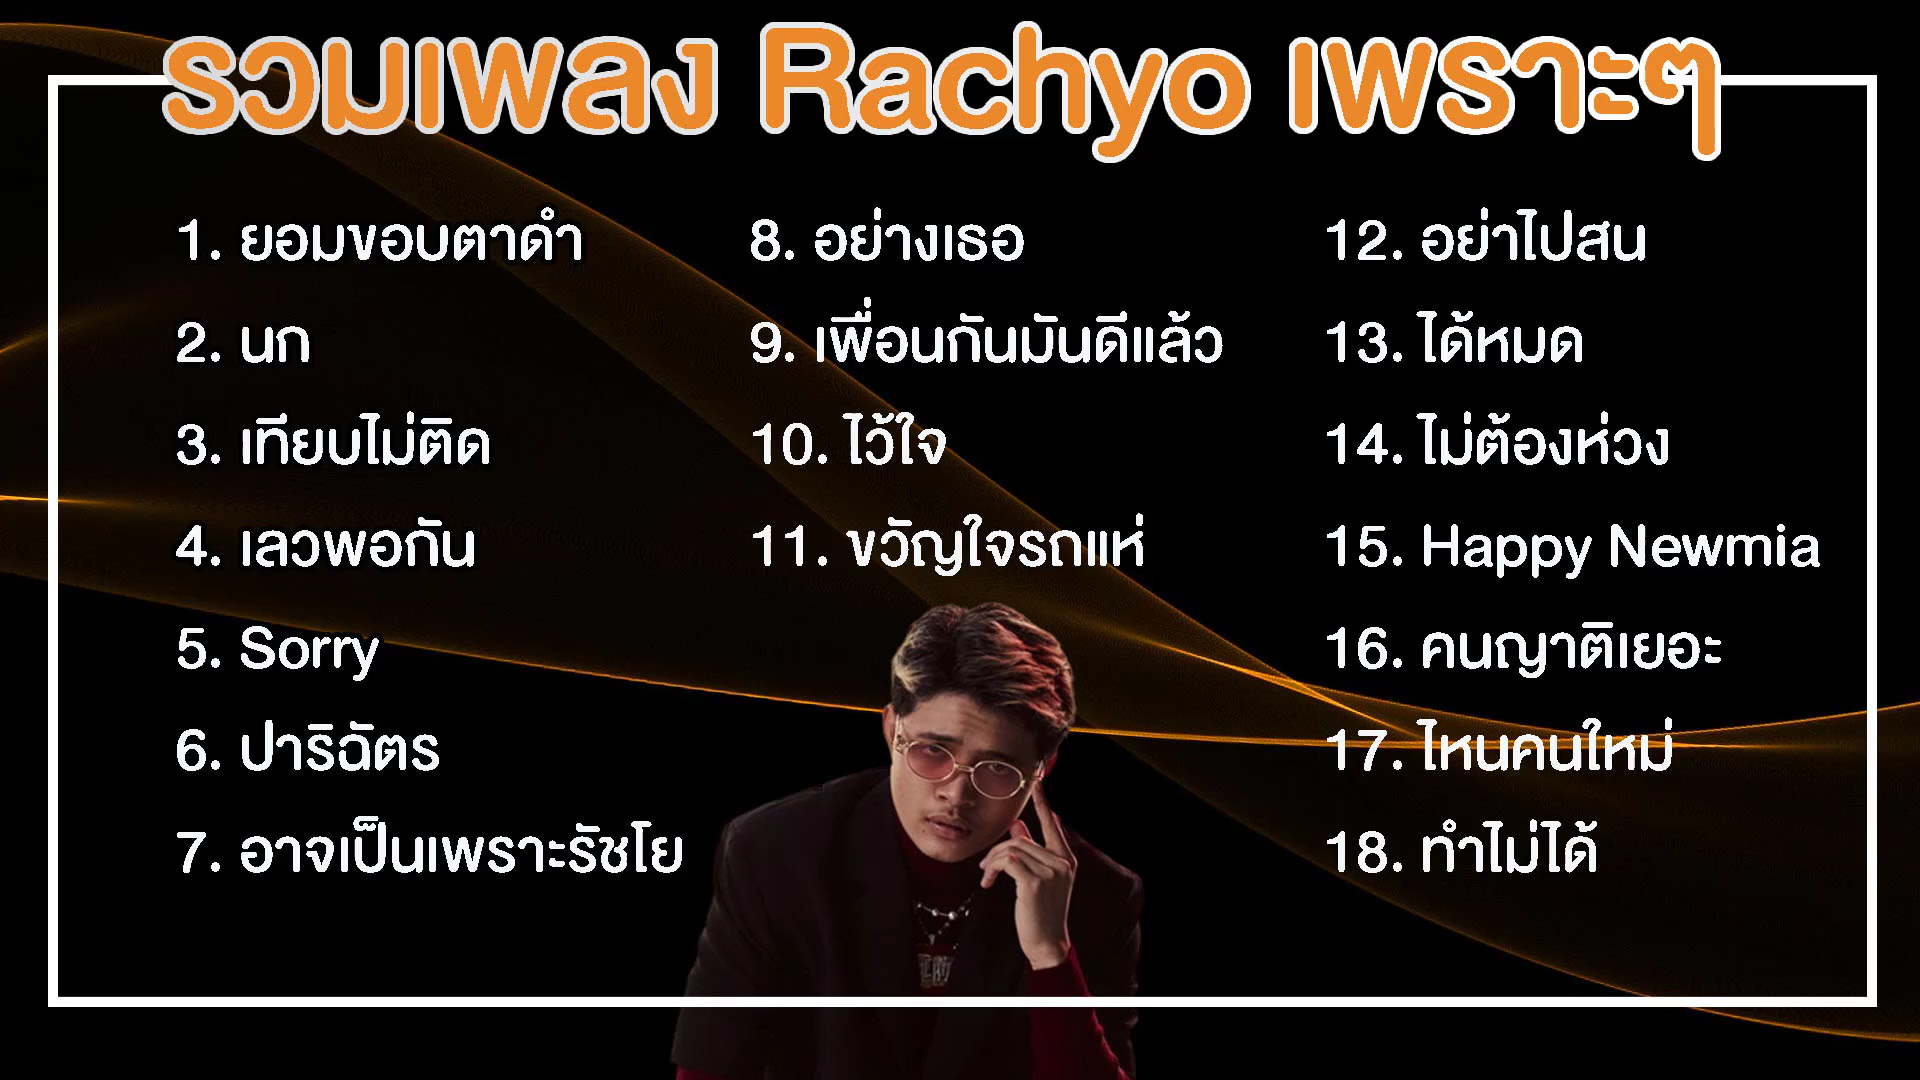 รวมเพลง Rachyo เพราะๆ
1. ยอมขอบตาดำ
2. นก
3. เทียบไม่ติด
4. เลวพอกัน
5. Sorry
6. ปาริฉัตร
7. อาจเป็นเพราะรัชโย
8. อย่างเธอ
9. เพื่อนกันมันดีแล้ว
10. ไว้ใจ
11. ขวัญใจรถแห่
12. อย่าไปสน
13. ได้หมด
14. ไม่ต้องห่วง
15. Happy Newmia
16. คนญาติเยอะ
17. ไหนคนใหม่
18. ทำไม่ได้